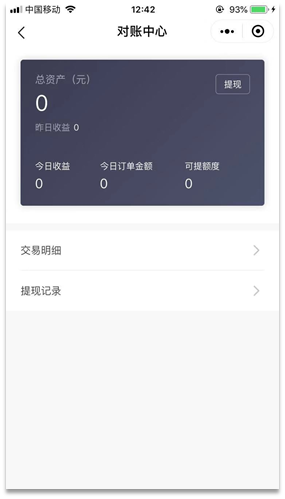 中国移动 12:42 93%
对账中心
总资产（元） 提现
0
昨日收益 0
今日收益 今日订单金额 可提额度
0 0 0
交易明细
提现记录